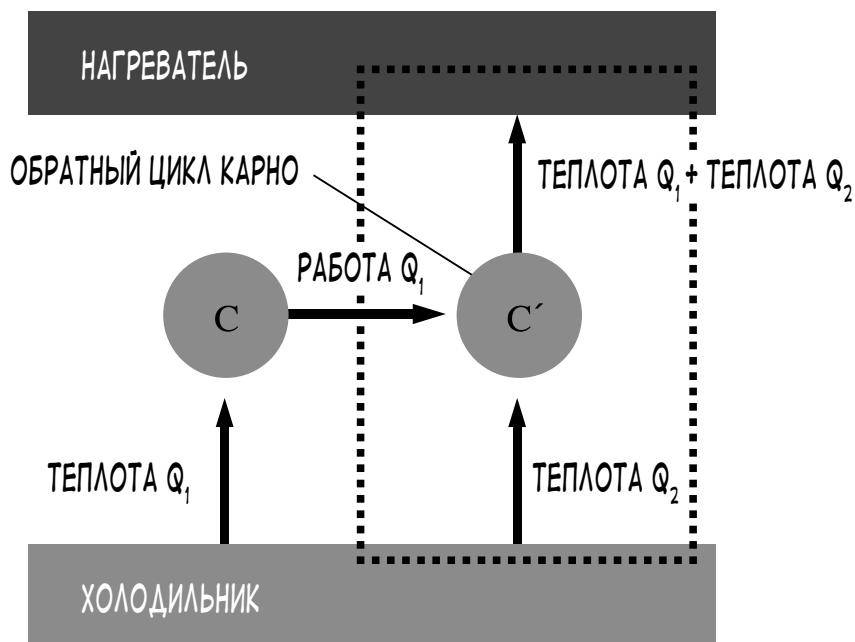 НАГРЕВАТЕЛЬ
ОБРАТНЫЙ ЦИКЛ КАРНО
ТЕПЛОТА Q₁ + ТЕПЛОТА Q₂
РАБОТА Q₁
C
C´
ТЕПЛОТА Q₁
ТЕПЛОТА Q₂
ХОЛОДИЛЬНИК